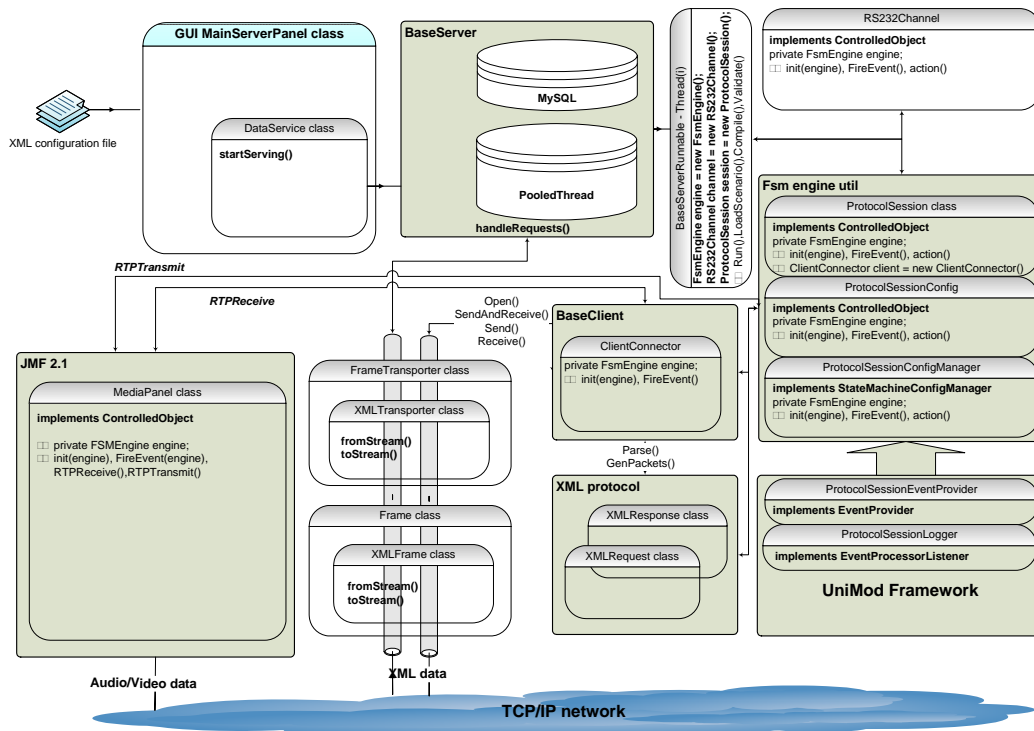 GUI MainServerPanel class
XML configuration file
DataService class
startServing()
BaseServer
MySQL
PooledThread
handleRequests()
BaseServerRunnable - Thread(i)
FsmEngine engine = new FsmEngine();
RS232Channel channel = new RS232Channel();
ProtocolSession session = new ProtocolSession();
Run(),LoadScenario(),Compile(),Validate()
RS232Channel
implements ControlledObject
private FsmEngine engine;
init(engine), FireEvent(), action()
Fsm engine util
ProtocolSession class
implements ControlledObject
private FsmEngine engine;
init(engine), FireEvent(), action()
ClientConnector client = new ClientConnector()
ProtocolSessionConfig
implements ControlledObject
private FsmEngine engine;
init(engine), FireEvent(), action()
ProtocolSessionConfigManager
implements StateMachineConfigManager
private FsmEngine engine;
init(engine), FireEvent(), action()
RTPTransmit
RTPReceive
Open()
SendAndReceive()
Send()
Receive()
BaseClient
ClientConnector
private FsmEngine engine;
init(engine), FireEvent()
JMF 2.1
MediaPanel class
implements ControlledObject
private FSMEngine engine;
init(engine), FireEvent(engine),
RTPReceive(),RTPTransmit()
FrameTransporter class
XMLTransporter class
fromStream()
toStream()
Frame class
XMLFrame class
fromStream()
toStream()
Parse()
GenPackets()
XML protocol
XMLResponse class
XMLRequest class
ProtocolSessionEventProvider
implements EventProvider
ProtocolSessionLogger
implements EventProcessorListener
UniMod Framework
Audio/Video data
XML data
TCP/IP network